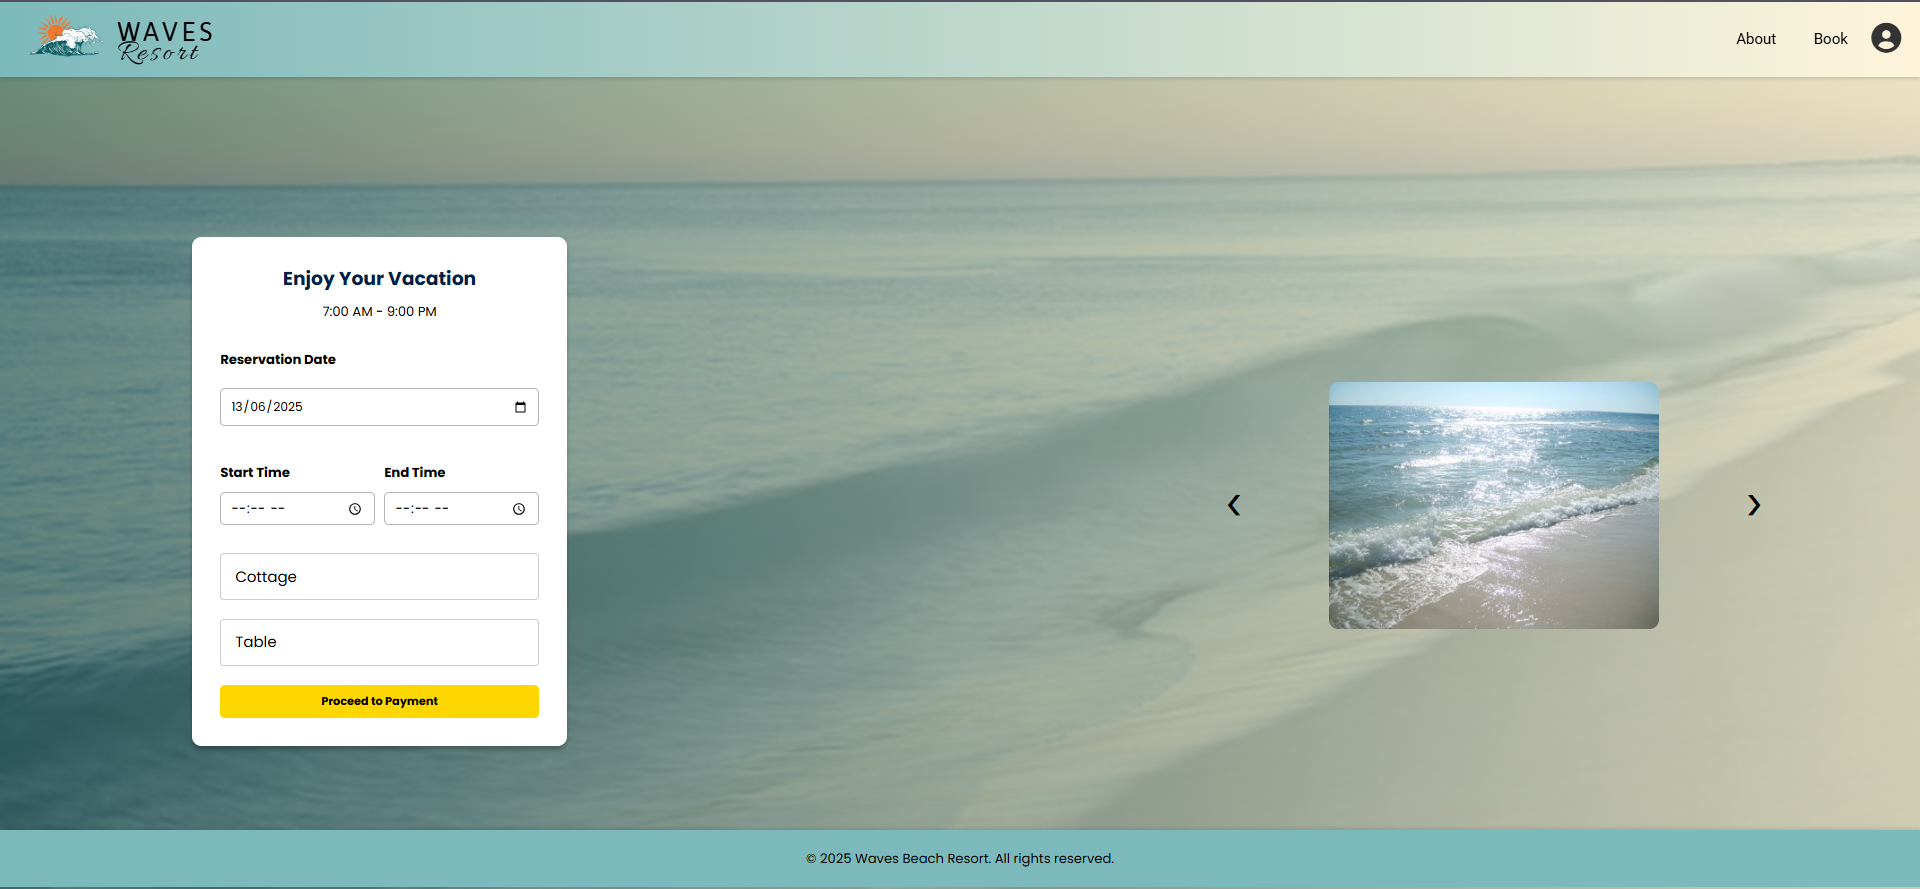 WAVES
Resort
About
Book
Enjoy Your Vacation
7:00 AM - 9:00 PM
Reservation Date
13/06/2025
Start Time
End Time
--:-- --
--:-- --
Cottage
Table
Proceed to Payment
© 2025 Waves Beach Resort. All rights reserved.